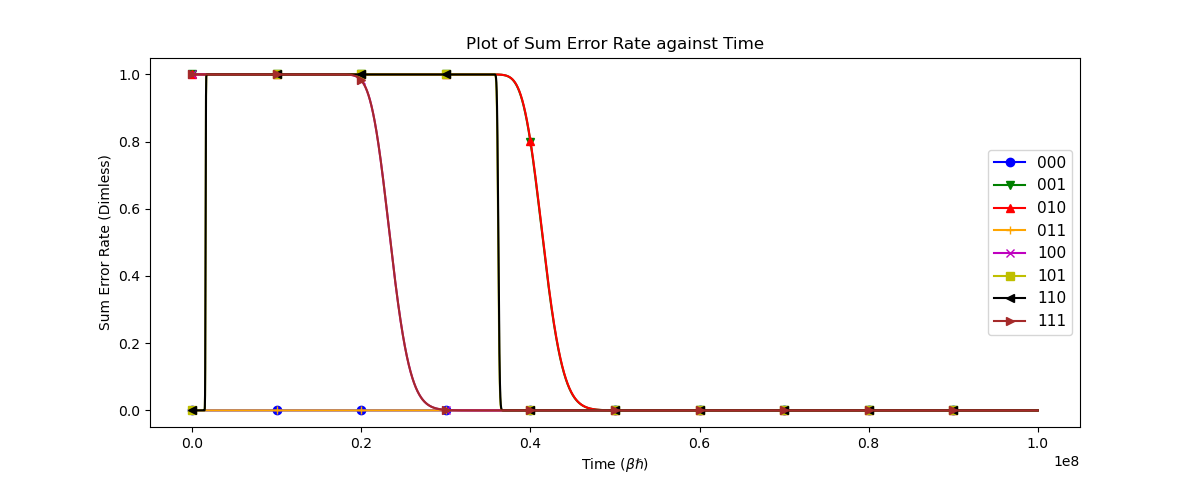 Plot of Sum Error Rate against Time
Sum Error Rate (Dimless)
1.0
0.8
0.6
0.4
0.2
0.0
000
001
010
011
100
101
110
111
0.0 0.2 0.4 0.6 0.8 1.0
1e8
Time (βℏ)